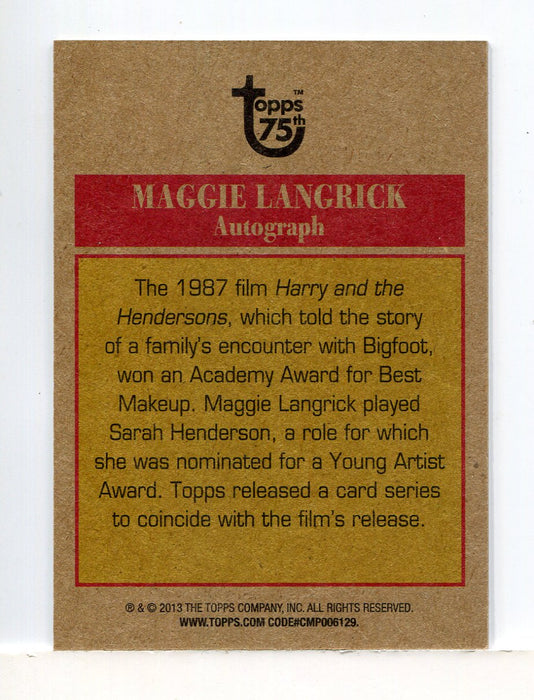 Topps™
75th
MAGGIE LANGRICK
Autograph
The 1987 film Harry and the
Hendersons, which told the story
of a family's encounter with Bigfoot,
won an Academy Award for Best
Makeup. Maggie Langrick played
Sarah Henderson, a role for which
she was nominated for a Young Artist
Award. Topps released a card series
to coincide with the film's release.
® & © 2013 THE TOPPS COMPANY, INC. ALL RIGHTS RESERVED.
WWW.TOPPS.COM CODE#CMP006129.